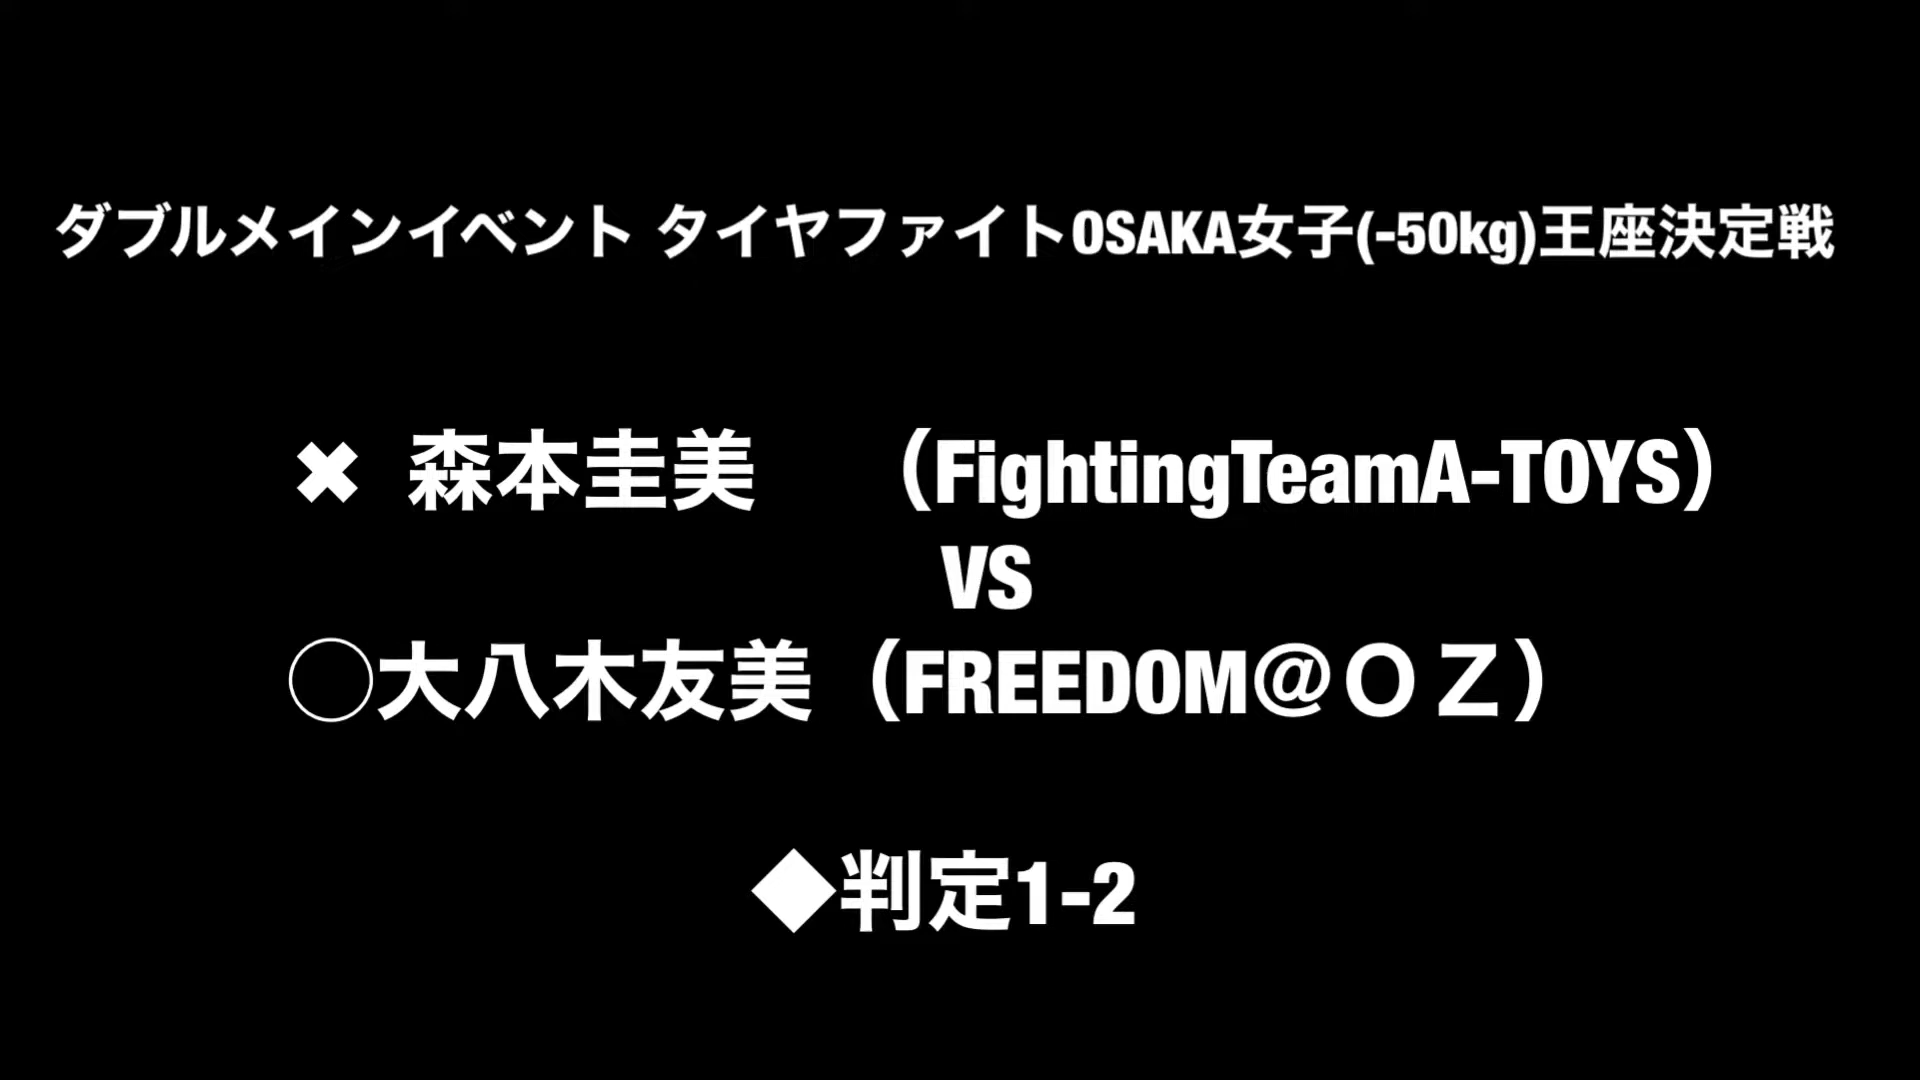 ダブルメインイベント タイヤファイトOSAKA女子(-50kg)王座決定戦
✖ 森本圭美 （FightingTeamA-TOYS）
VS
◯大八木友美（FREEDOM＠ＯＺ）
◆判定1-2